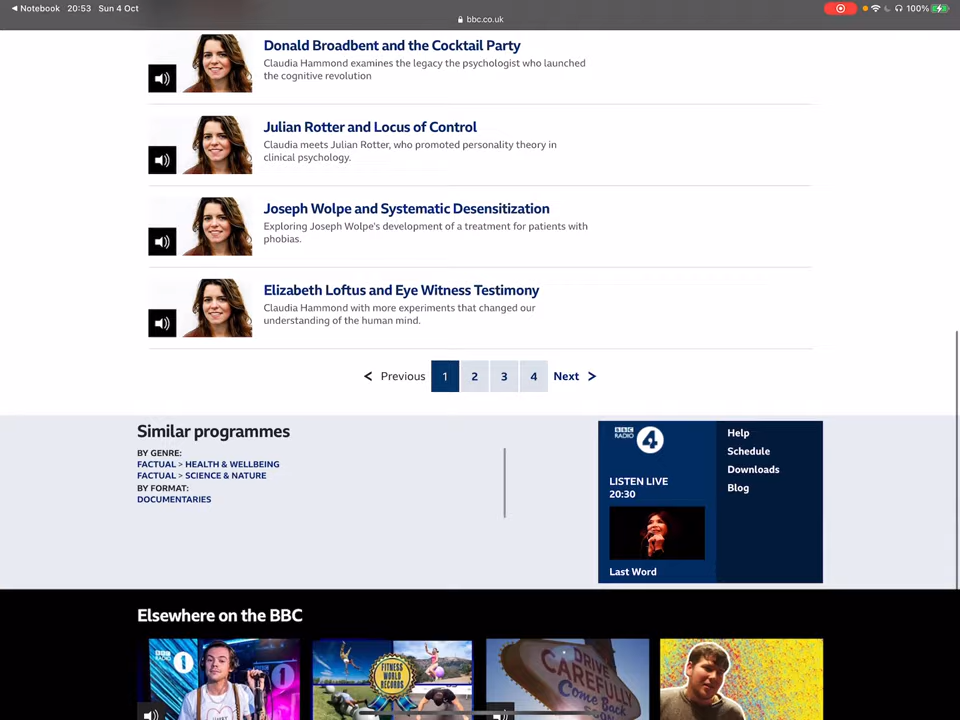 ◀ Notebook 20:53 Sun 4 Oct
100%
bbc.co.uk
Donald Broadbent and the Cocktail Party
Claudia Hammond examines the legacy the psychologist who launched
the cognitive revolution
Julian Rotter and Locus of Control
Claudia meets Julian Rotter, who promoted personality theory in
clinical psychology.
Joseph Wolpe and Systematic Desensitization
Exploring Joseph Wolpe's development of a treatment for patients with
phobias.
Elizabeth Loftus and Eye Witness Testimony
Claudia Hammond with more experiments that changed our
understanding of the human mind.
< Previous 1 2 3 4 Next >
Similar programmes
BY GENRE:
FACTUAL > HEALTH & WELLBEING
FACTUAL > SCIENCE & NATURE
BY FORMAT:
DOCUMENTARIES
BBC
RADIO 4
LISTEN LIVE
20:30
Last Word
Help
Schedule
Downloads
Blog
Elsewhere on the BBC
BBC
RADIO 1
1
FITNESS
WORLD
RECORDS
DRIVE
CAREFULLY
Come Back